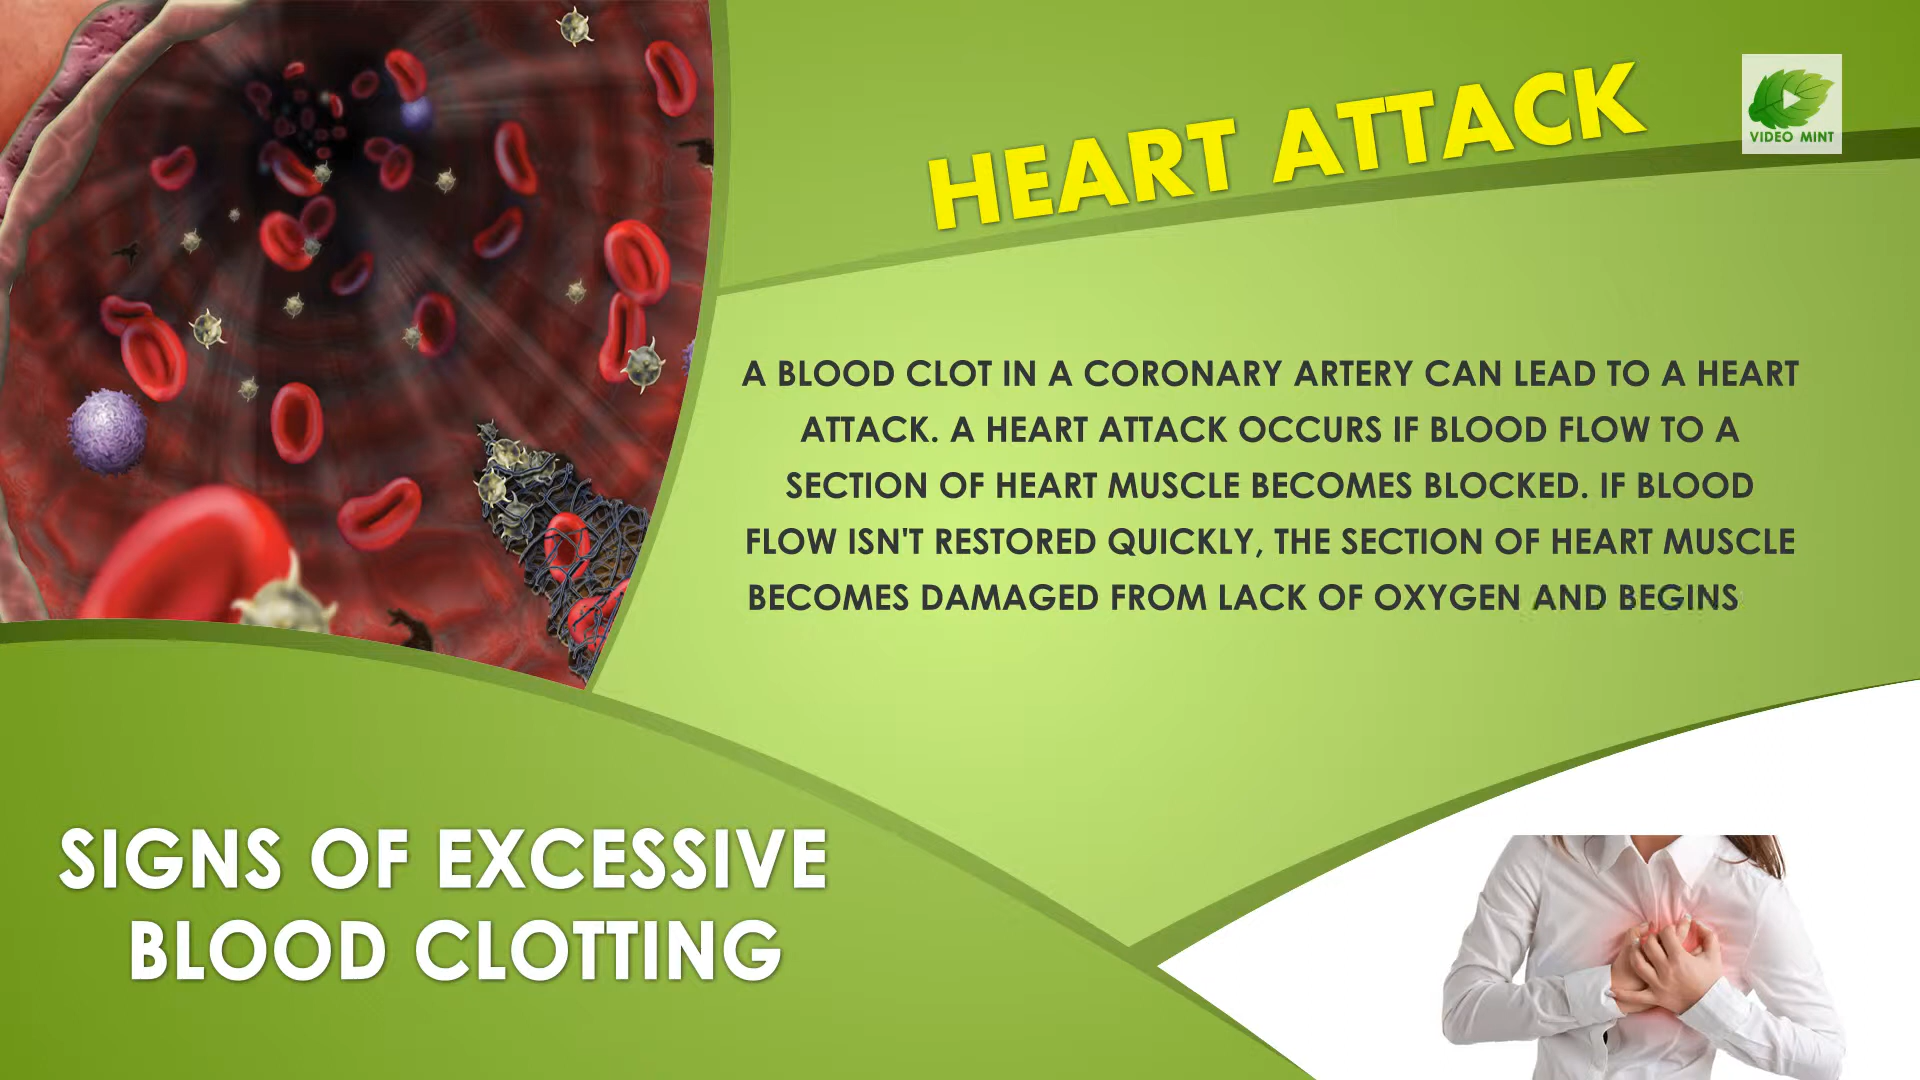 HEART ATTACK
VIDEO MINT
A BLOOD CLOT IN A CORONARY ARTERY CAN LEAD TO A HEART
ATTACK. A HEART ATTACK OCCURS IF BLOOD FLOW TO A
SECTION OF HEART MUSCLE BECOMES BLOCKED. IF BLOOD
FLOW ISN'T RESTORED QUICKLY, THE SECTION OF HEART MUSCLE
BECOMES DAMAGED FROM LACK OF OXYGEN AND BEGINS
SIGNS OF EXCESSIVE
BLOOD CLOTTING